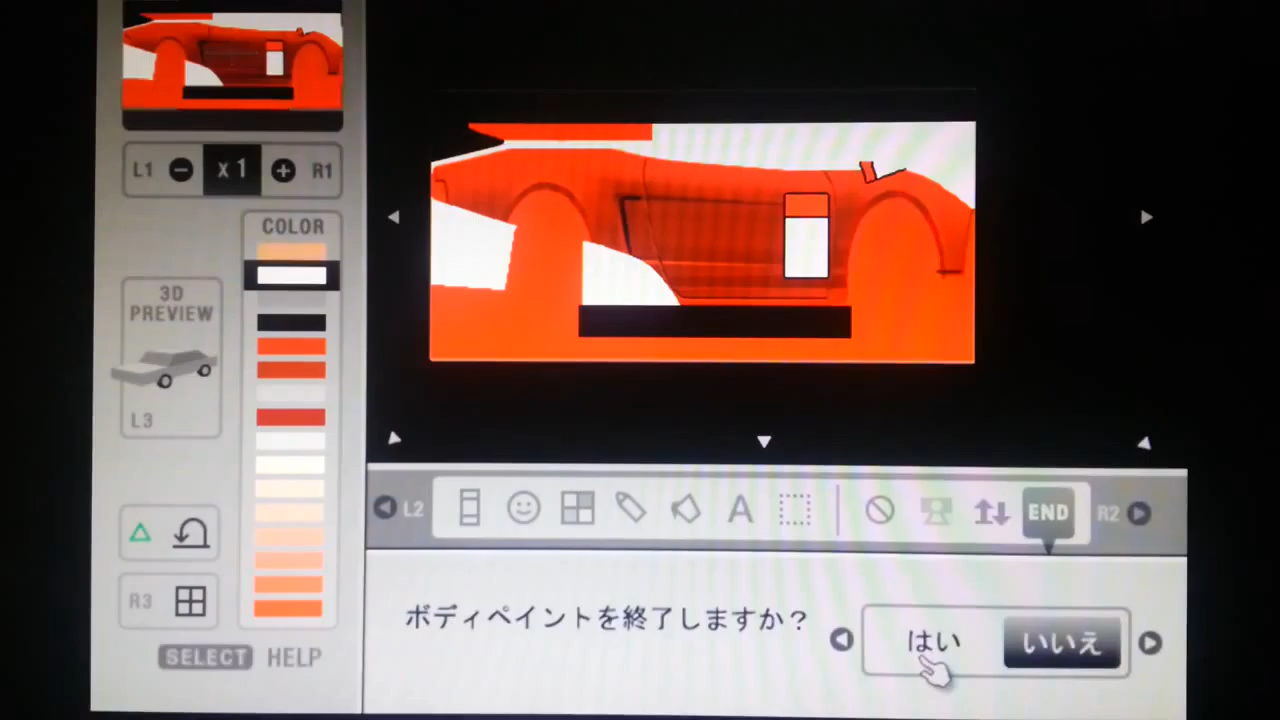 L1 x1 R1
COLOR
3D
PREVIEW
L3
R3
SELECT HELP
L2 A END R2
ボディペイントを終了しますか?
はい いいえ